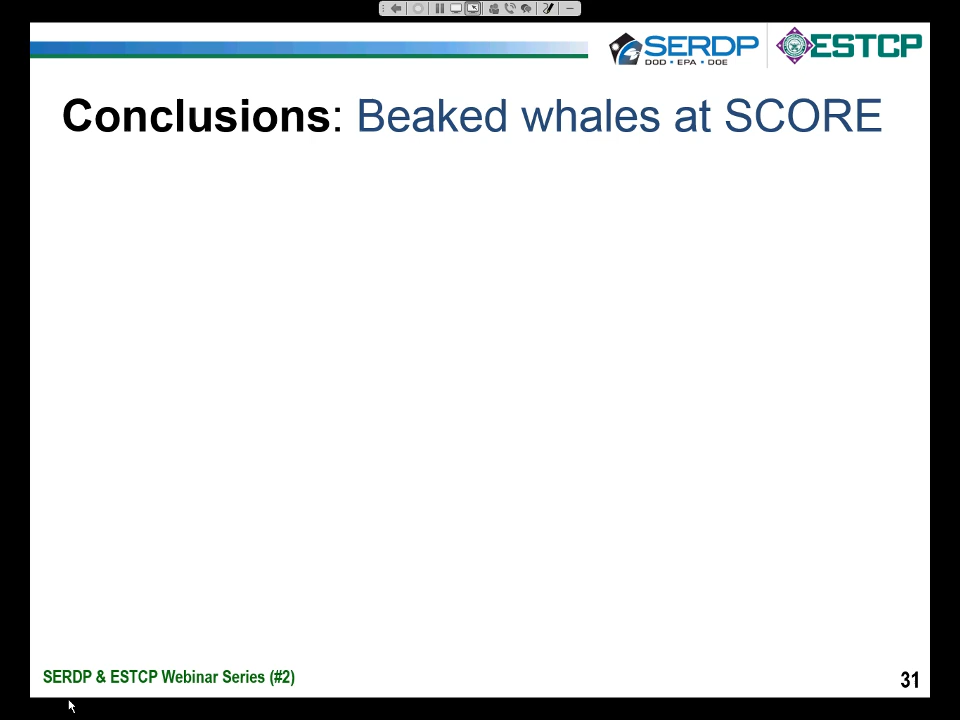 SERDP
DOD • EPA • DOE
ESTCP
Conclusions: Beaked whales at SCORE
SERDP & ESTCP Webinar Series (#2)
31